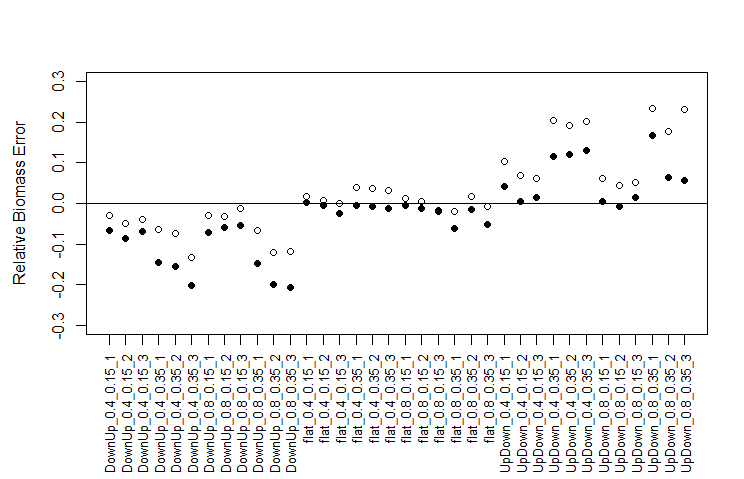 Relative Biomass Error
0.3
0.2
0.1
0.0
-0.1
-0.2
-0.3
DownUp_0.4_0.15_1
DownUp_0.4_0.15_2
DownUp_0.4_0.15_3
DownUp_0.4_0.35_1
DownUp_0.4_0.35_2
DownUp_0.4_0.35_3
DownUp_0.8_0.15_1
DownUp_0.8_0.15_2
DownUp_0.8_0.15_3
DownUp_0.8_0.35_1
DownUp_0.8_0.35_2
DownUp_0.8_0.35_3
flat_0.4_0.15_1
flat_0.4_0.15_2
flat_0.4_0.15_3
flat_0.4_0.35_1
flat_0.4_0.35_2
flat_0.4_0.35_3
flat_0.8_0.15_1
flat_0.8_0.15_2
flat_0.8_0.15_3
flat_0.8_0.35_1
flat_0.8_0.35_2
flat_0.8_0.35_3
UpDown_0.4_0.15_1
UpDown_0.4_0.15_2
UpDown_0.4_0.15_3
UpDown_0.4_0.35_1
UpDown_0.4_0.35_2
UpDown_0.4_0.35_3
UpDown_0.8_0.15_1
UpDown_0.8_0.15_2
UpDown_0.8_0.15_3
UpDown_0.8_0.35_1
UpDown_0.8_0.35_2
UpDown_0.8_0.35_3